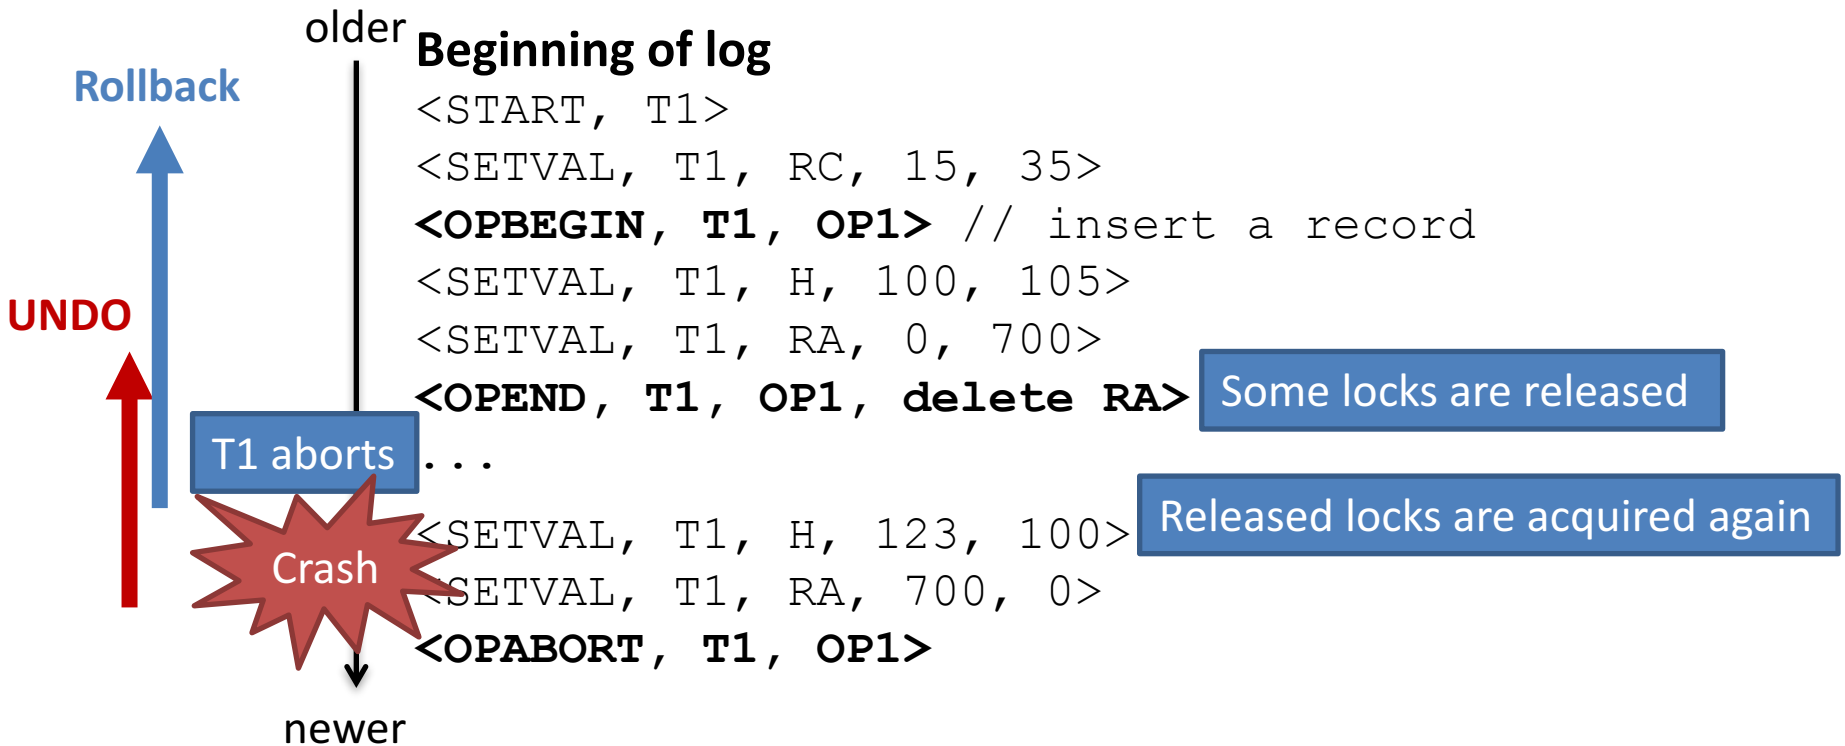 older
Beginning of log
Rollback
<START, T1>
<SETVAL, T1, RC, 15, 35>
<OPBEGIN, T1, OP1> // insert a record
<SETVAL, T1, H, 100, 105>
UNDO
<SETVAL, T1, RA, 0, 700>
<OPEND, T1, OP1, delete RA>
Some locks are released
T1 aborts
...
Released locks are acquired again
<SETVAL, T1, H, 123, 100>
Crash
<SETVAL, T1, RA, 700, 0>
<OPABORT, T1, OP1>
newer